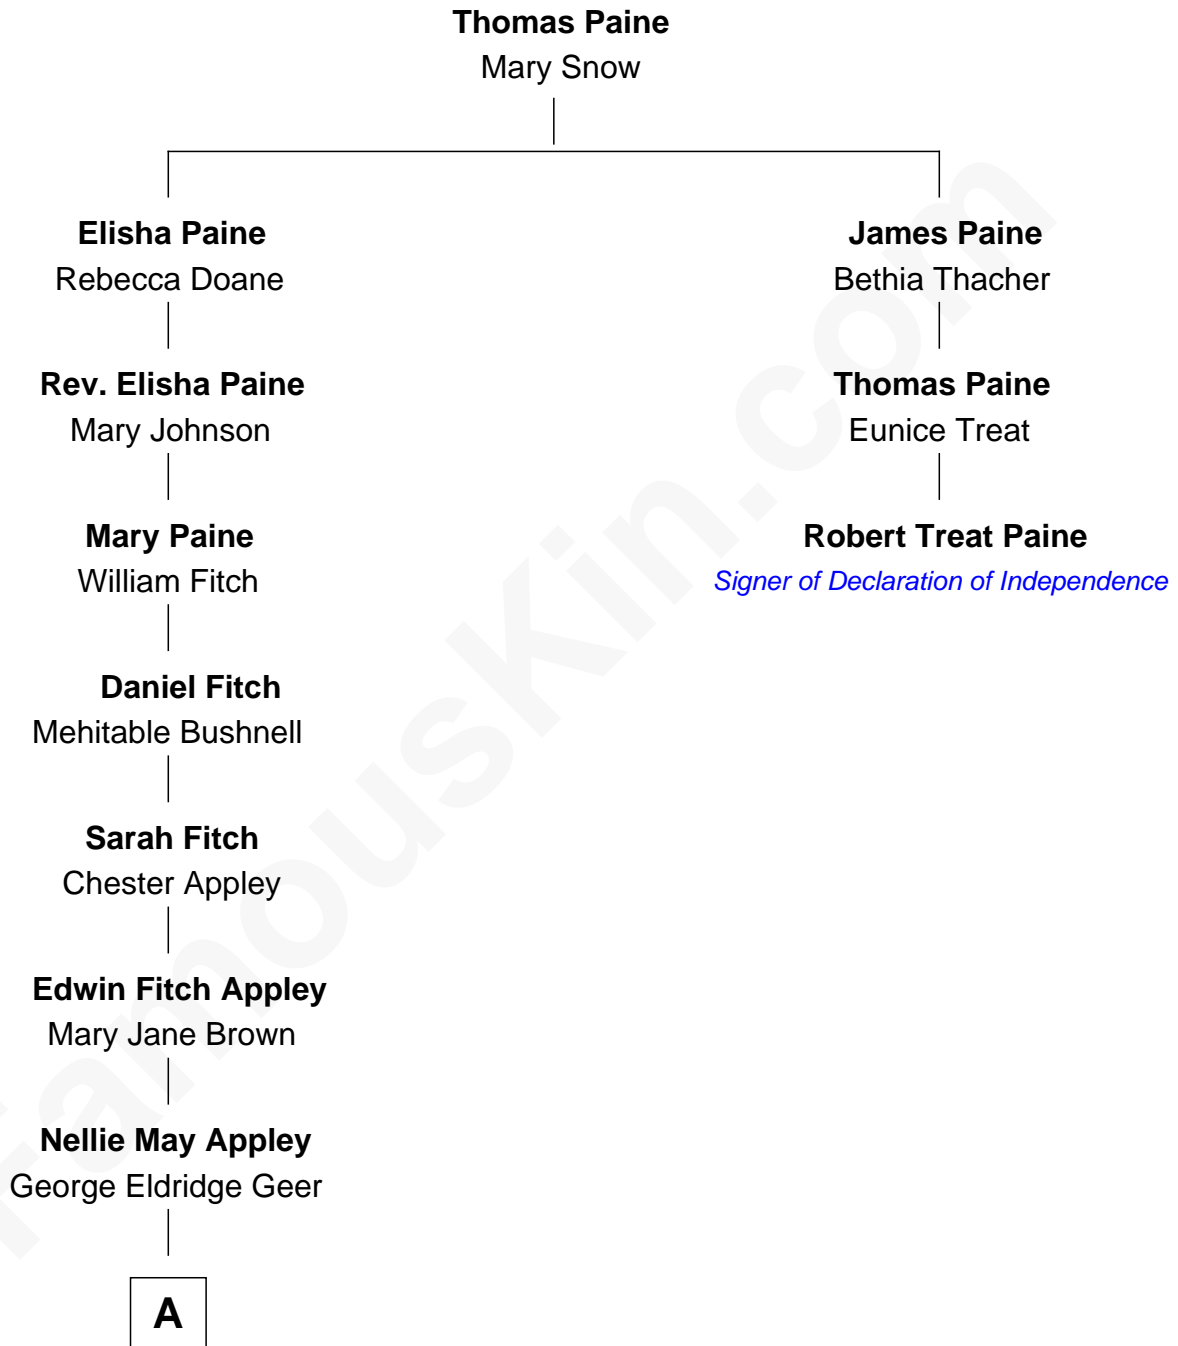 Thomas Paine
Mary Snow
Elisha Paine
Rebecca Doane
James Paine
Bethia Thacher
Rev. Elisha Paine
Mary Johnson
Thomas Paine
Eunice Treat
Mary Paine
William Fitch
Robert Treat Paine
Signer of Declaration of Independence
Daniel Fitch
Mehitable Bushnell
Sarah Fitch
Chester Appley
Edwin Fitch Appley
Mary Jane Brown
Nellie May Appley
George Eldridge Geer
A
FamousKin.com